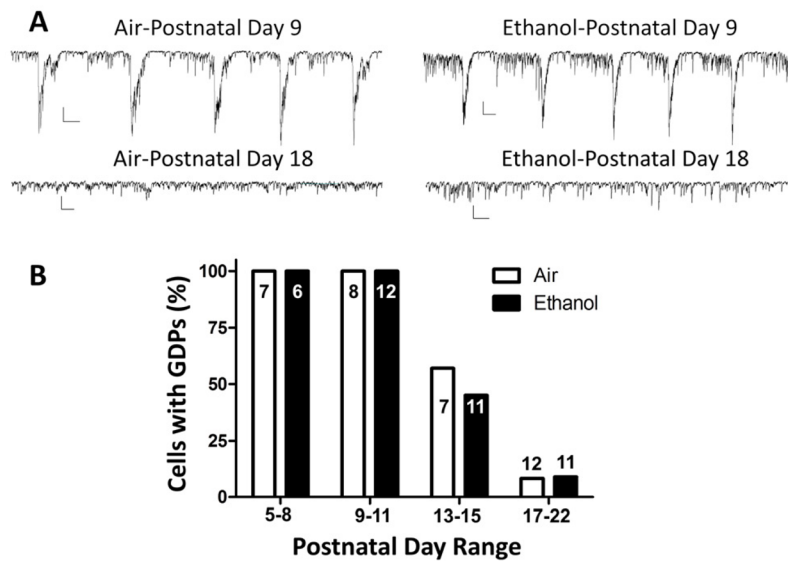 A
Air-Postnatal Day 9
Ethanol-Postnatal Day 9
Air-Postnatal Day 18
Ethanol-Postnatal Day 18
B
Cells with GDPs (%)
100
75
50
25
0
Air
Ethanol
7
6
8
12
7
11
12
11
5-8
9-11
13-15
17-22
Postnatal Day Range